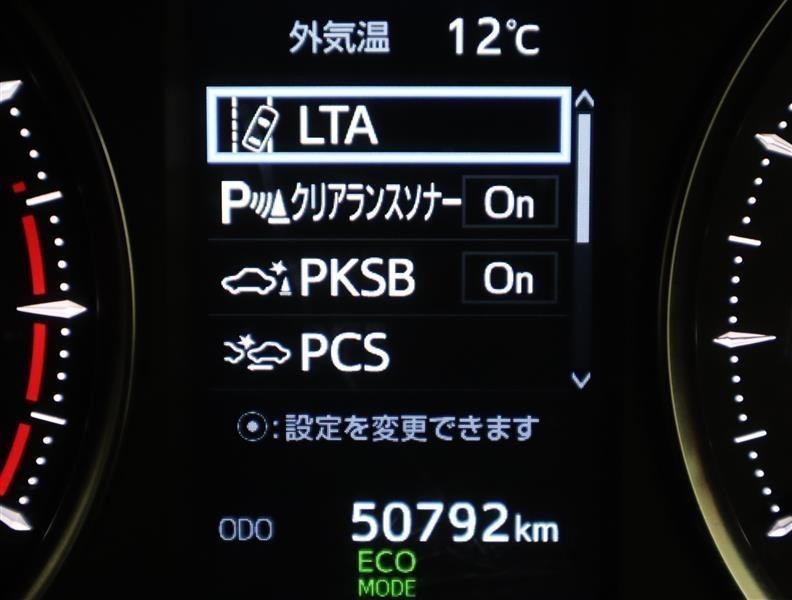 外気温 12℃
LTA
P クリアランスソナー On
PKSB On
PCS
:設定を変更できます
ODO 50792km
ECO
MODE